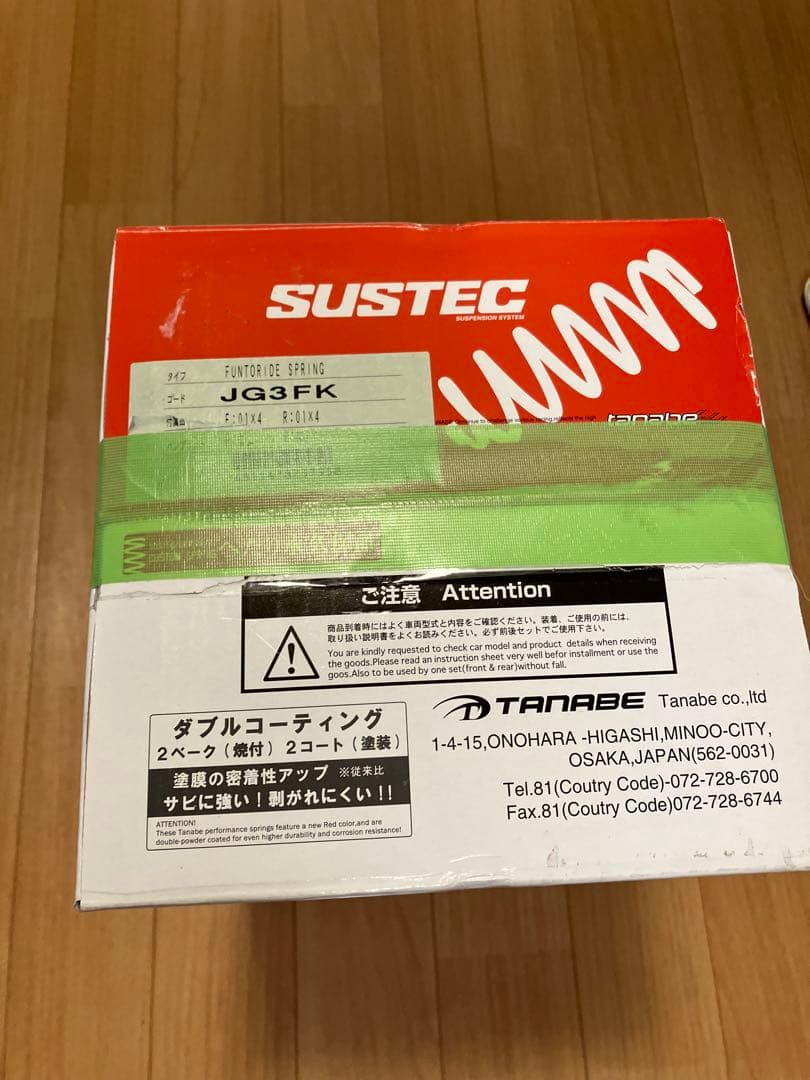 SUSTEC
SUSPENSION SYSTEM
タイプ FUNTORIDE SPRING
コード JG3FK
付属品 F:01X4 R:01X4
tanabe
ご注意 Attention
商品到着時にはよく車両型式と内容をご確認ください。装着、ご使用の前には、
取り扱い説明書をよくお読みください。必ず前後セットでご使用下さい。
You are kindly requested to check car model and product details when receiving
the goods.Please read an instruction sheet very well befor installment or use the
goos.Also to be used by one set(front & rear)without fall.
TANABE Tanabe co.,ltd
1-4-15,ONOHARA -HIGASHI,MINOO-CITY,
OSAKA,JAPAN(562-0031)
Tel.81(Coutry Code)-072-728-6700
Fax.81(Coutry Code)072-728-6744
ダブルコーティング
2ベーク(焼付)2コート(塗装)
塗膜の密着性アップ ※従来比
サビに強い!剥がれにくい!!
ATTENTION!
These Tanabe performance springs feature a new Red color,and are
double-powder coated for even higher durability and corrosion resistance!